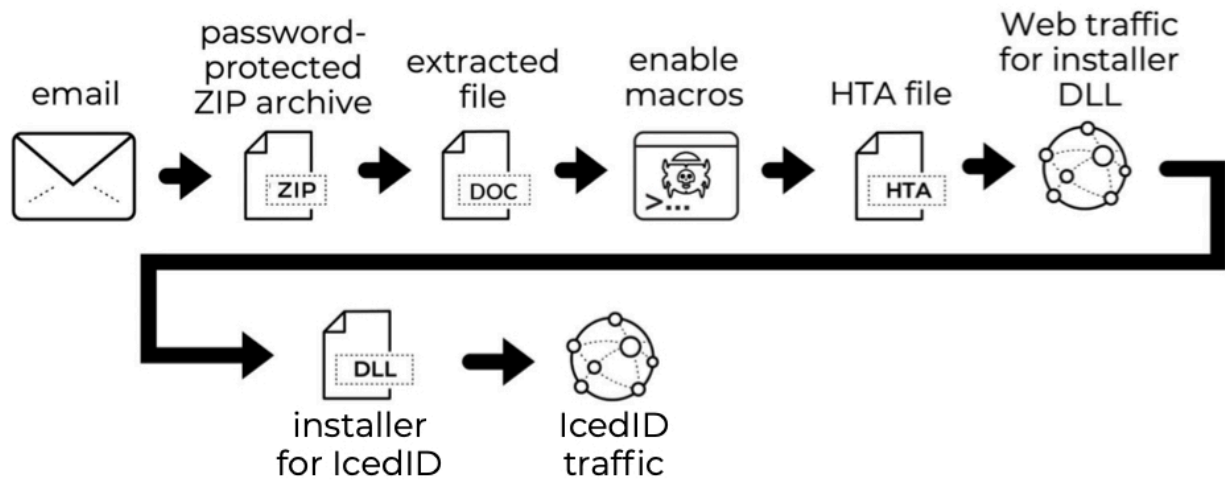 email
password-
protected
ZIP archive
extracted
file
enable
macros
HTA file
Web traffic
for installer
DLL
ZIP
DOC
>...
HTA
DLL
installer
for IcedID
IcedID
traffic